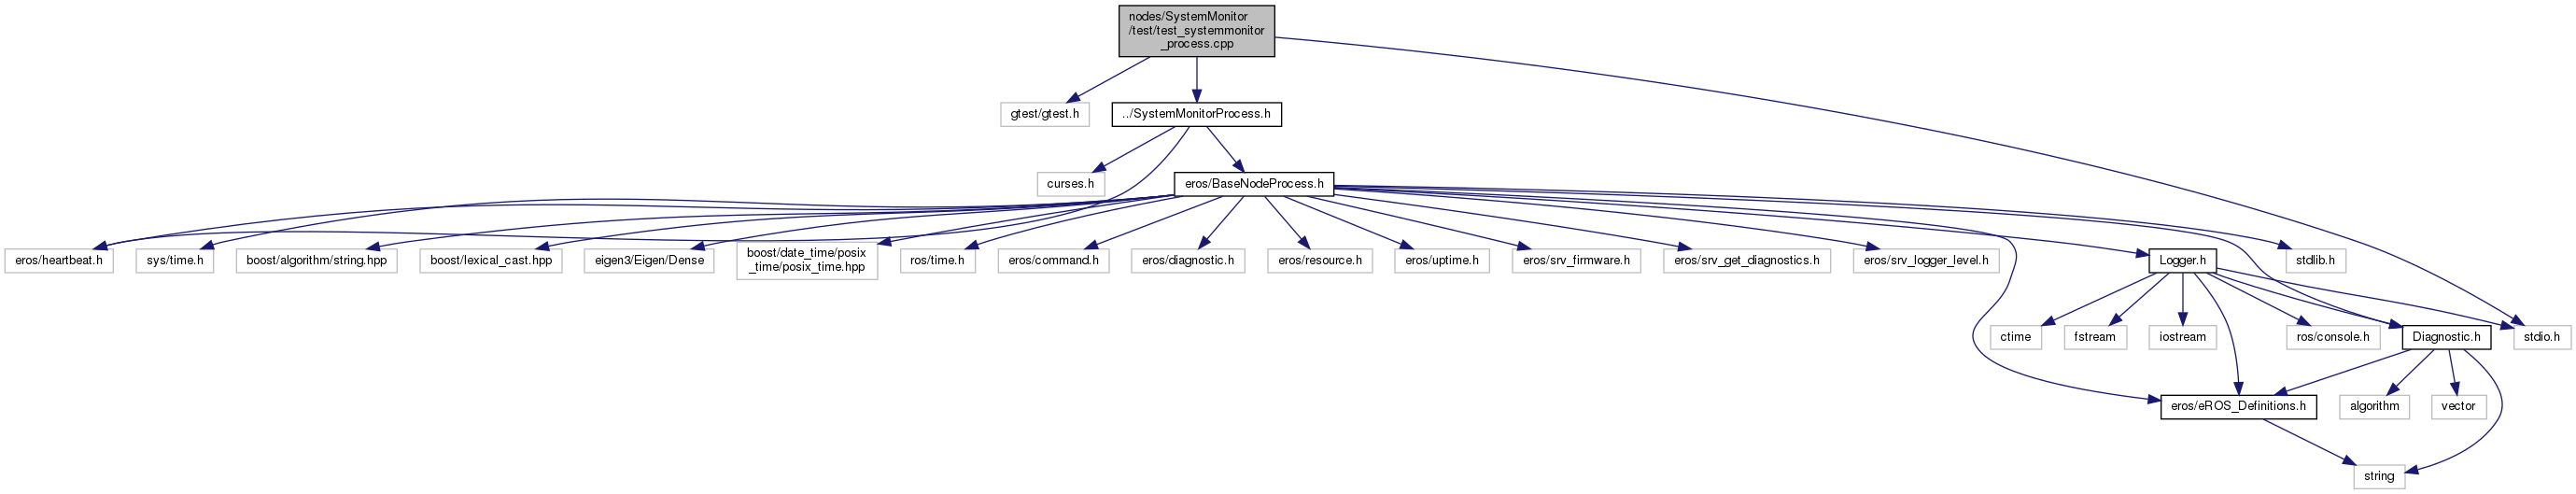 nodes/SystemMonitor
/test/test_systemmonitor
_process.cpp
gtest/gtest.h
../SystemMonitorProcess.h
curses.h
eros/BaseNodeProcess.h
eros/heartbeat.h
sys/time.h
boost/algorithm/string.hpp
boost/lexical_cast.hpp
eigen3/Eigen/Dense
boost/date_time/posix
_time/posix_time.hpp
ros/time.h
eros/command.h
eros/diagnostic.h
eros/resource.h
eros/uptime.h
eros/srv_firmware.h
eros/srv_get_diagnostics.h
eros/srv_logger_level.h
Logger.h
stdlib.h
ctime
fstream
iostream
ros/console.h
Diagnostic.h
stdio.h
eros/eROS_Definitions.h
algorithm
vector
string